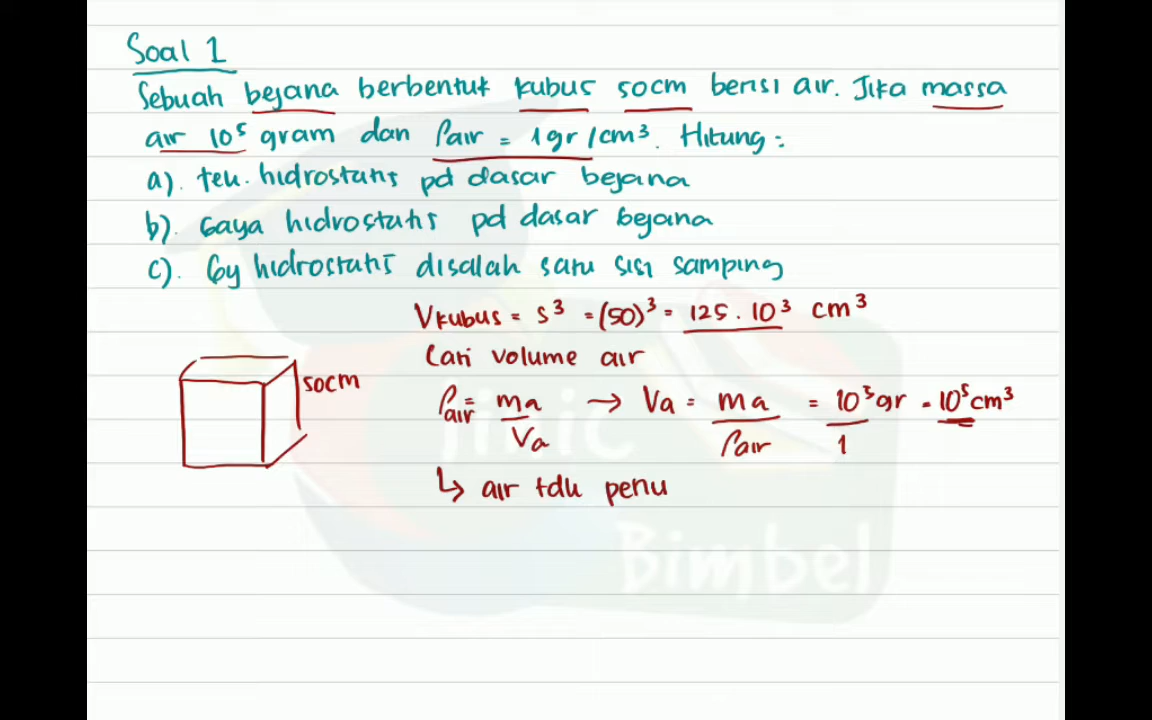 Soal 1
Sebuah bejana berbentuk kubus 50cm berisi air. Jika massa
air 10⁵ gram dan ρair = 1gr/cm³. Hitung :
a). tek. hidrostatis pd dasar bejana
b). Gaya hidrostatis pd dasar bejana
c). Gy hidrostatis disalah satu sisi samping
Vkubus = s³ = (50)³ = 125 . 10³ cm³
Cari volume air
50cm
ρair = ma/Va → Va = ma/ρair = 10⁵gr/1 = 10⁵cm³
↳ air tdk penu
Jinic
Bimbel